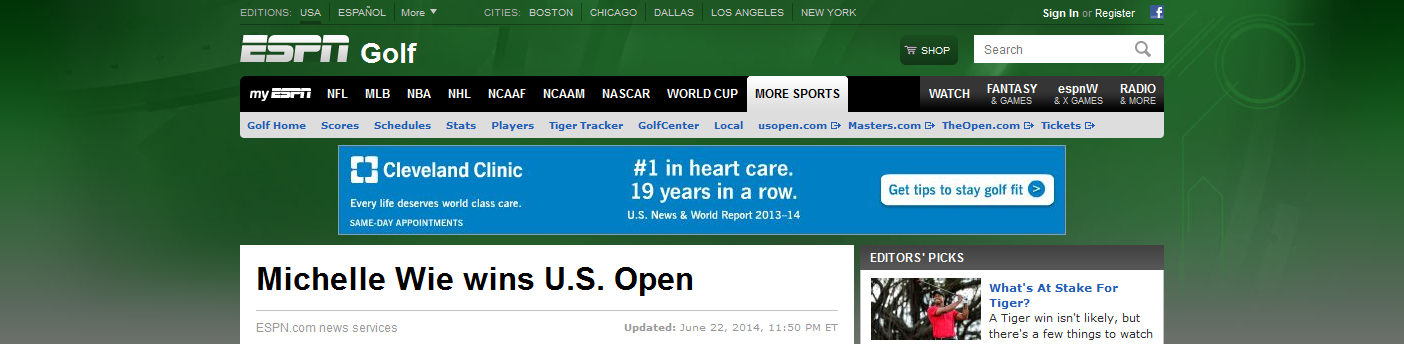 EDITIONS: USA ESPAÑOL More CITIES: BOSTON CHICAGO DALLAS LOS ANGELES NEW YORK Sign In or Register f
ESPN Golf SHOP Search
myESPN NFL MLB NBA NHL NCAAF NCAAM NASCAR WORLD CUP MORE SPORTS WATCH FANTASY & GAMES espnW & X GAMES RADIO & MORE
Golf Home Scores Schedules Stats Players Tiger Tracker GolfCenter Local usopen.com Masters.com TheOpen.com Tickets
Cleveland Clinic
Every life deserves world class care.
SAME-DAY APPOINTMENTS
#1 in heart care.
19 years in a row.
U.S. News & World Report 2013–14
Get tips to stay golf fit >
Michelle Wie wins U.S. Open
ESPN.com news services Updated: June 22, 2014, 11:50 PM ET
EDITORS' PICKS
What's At Stake For
Tiger?
A Tiger win isn't likely, but
there's a few things to watch